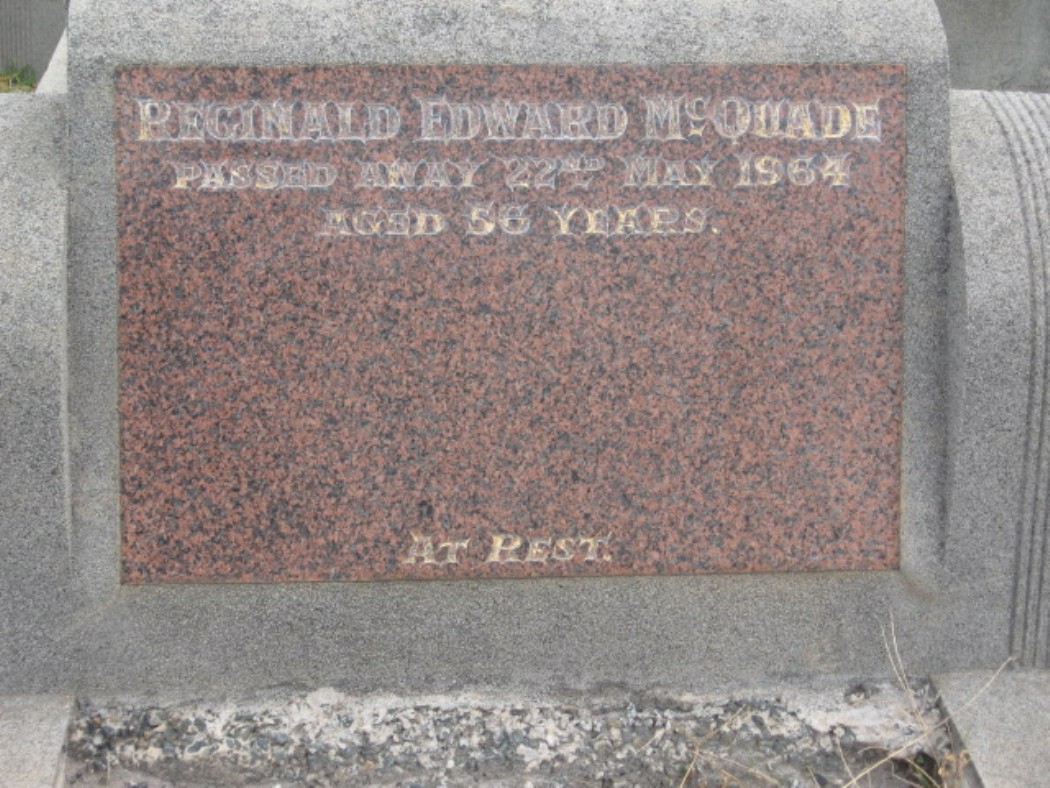 Reginald Edward McQuade
Passed Away 22nd May 1964
Aged 56 Years.
At Rest.